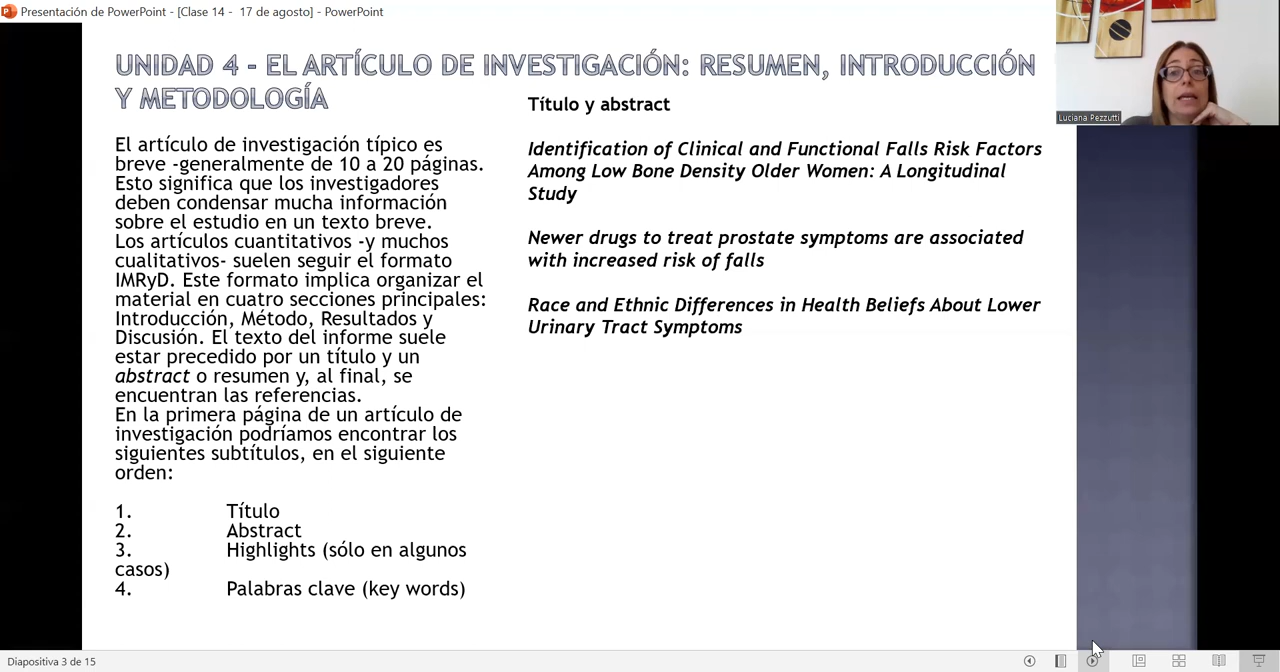 Presentación de PowerPoint - [Clase 14 - 17 de agosto] - PowerPoint
UNIDAD 4 - EL ARTÍCULO DE INVESTIGACIÓN: RESUMEN, INTRODUCCIÓN
Y METODOLOGÍA
El artículo de investigación típico es
breve -generalmente de 10 a 20 páginas.
Esto significa que los investigadores
deben condensar mucha información
sobre el estudio en un texto breve.
Los artículos cuantitativos -y muchos
cualitativos- suelen seguir el formato
IMRyD. Este formato implica organizar el
material en cuatro secciones principales:
Introducción, Método, Resultados y
Discusión. El texto del informe suele
estar precedido por un título y un
abstract o resumen y, al final, se
encuentran las referencias.
En la primera página de un artículo de
investigación podríamos encontrar los
siguientes subtítulos, en el siguiente
orden:
1. Título
2. Abstract
3. Highlights (sólo en algunos
casos)
4. Palabras clave (key words)
Título y abstract
Identification of Clinical and Functional Falls Risk Factors
Among Low Bone Density Older Women: A Longitudinal
Study
Newer drugs to treat prostate symptoms are associated
with increased risk of falls
Race and Ethnic Differences in Health Beliefs About Lower
Urinary Tract Symptoms
Luciana Pezzutti
Diapositiva 3 de 15